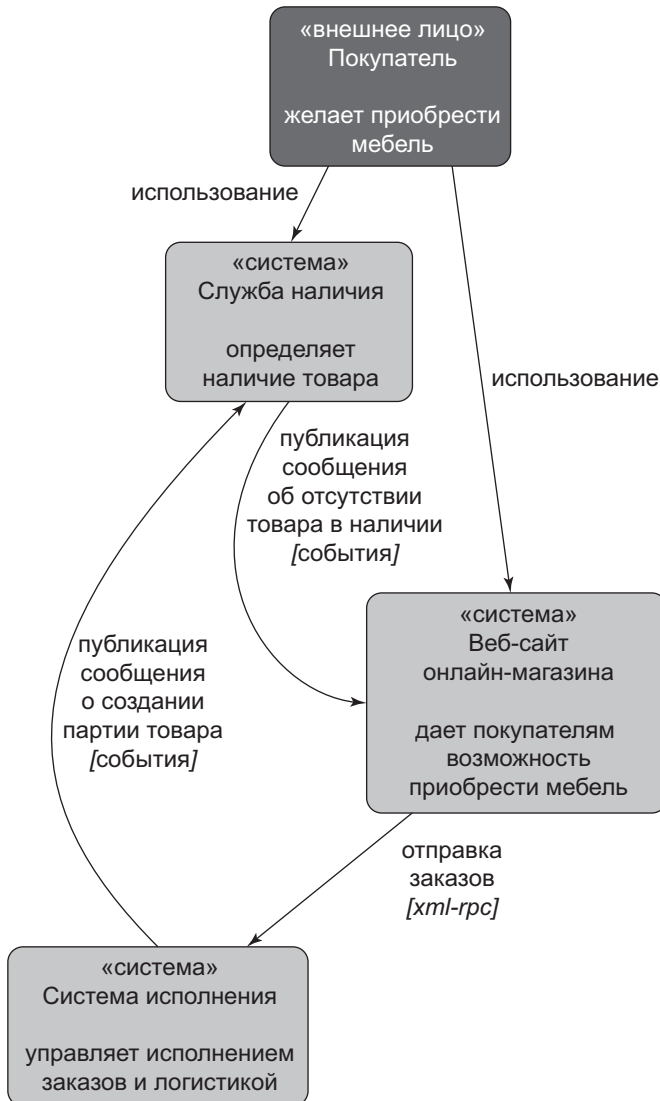 «внешнее лицо»
Покупатель
желает приобрести
мебель
использование
«система»
Служба наличия
определяет
наличие товара
использование
публикация
сообщения
об отсутствии
товара в наличии
[события]
«система»
Веб-сайт
онлайн-магазина
дает покупателям
возможность
приобрести мебель
публикация
сообщения
о создании
партии товара
[события]
отправка
заказов
[xml-rpc]
«система»
Система исполнения
управляет исполнением
заказов и логистикой